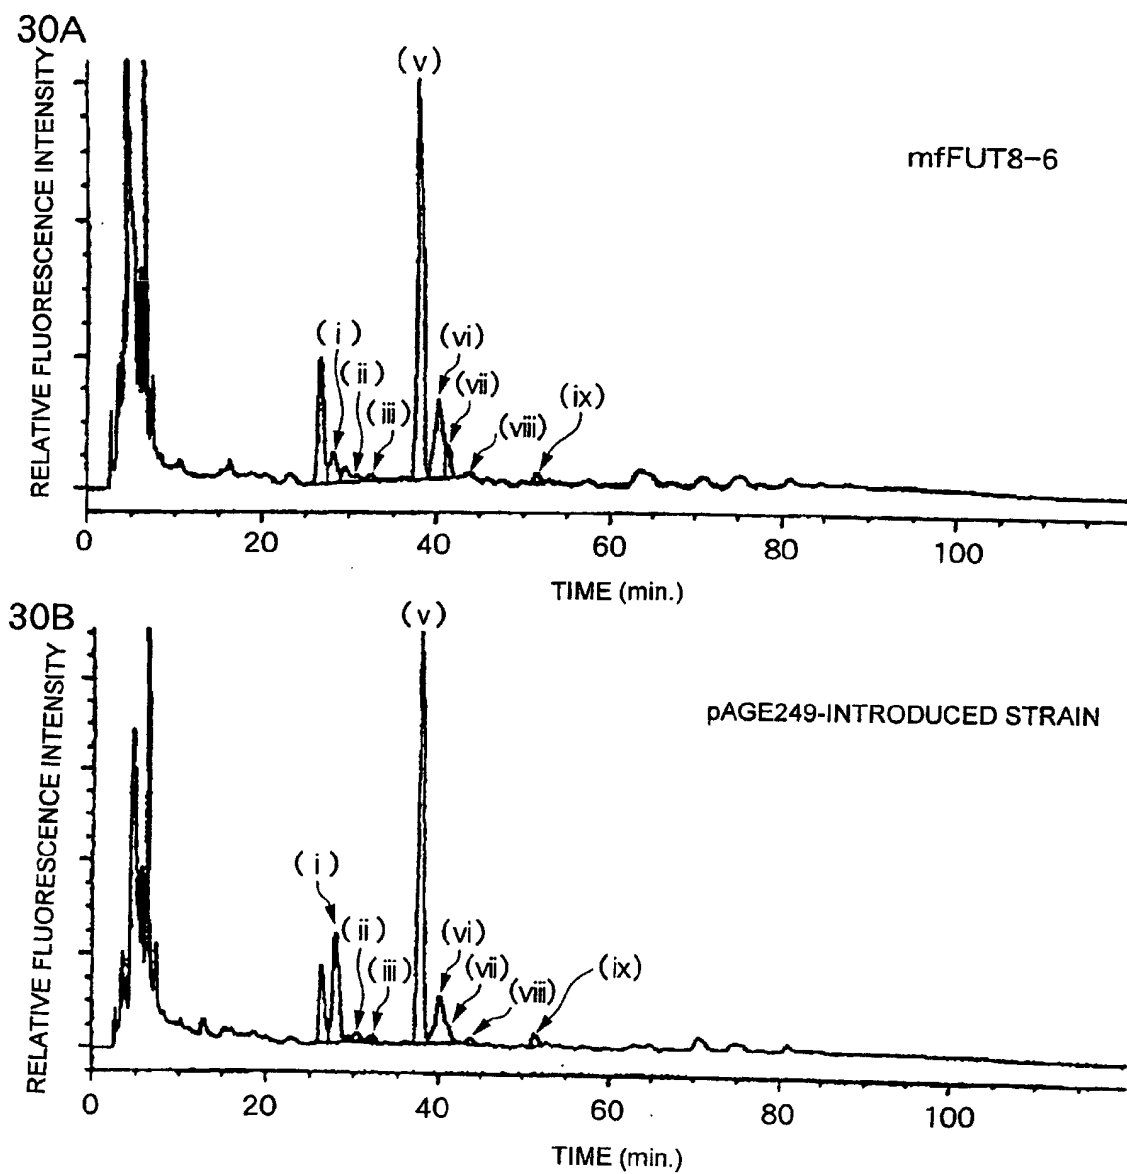 30A
RELATIVE FLUORESCENCE INTENSITY
(v)
mfFUT8-6
(i)
(ii)
(iii)
(vi)
(vii)
(viii)
(ix)
0 20 40 60 80 100
TIME (min.)
30B
RELATIVE FLUORESCENCE INTENSITY
(v)
pAGE249-INTRODUCED STRAIN
(i)
(ii)
(iii)
(vi)
(vii)
(viii)
(ix)
0 20 40 60 80 100
TIME (min.)